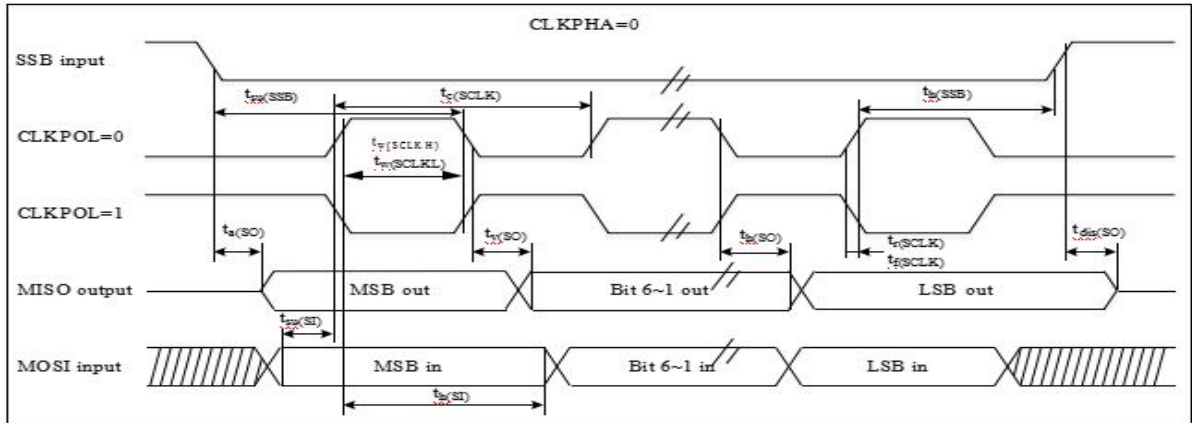 CLKPHA=0
SSB input
tsu(SSB)
tc(SCLK)
th(SSB)
CLKPOL=0
tw(SCLKH)
tw(SCLKL)
CLKPOL=1
ta(SO)
tv(SO)
th(SO)
tr(SCLK)
tf(SCLK)
tdis(SO)
MISO output
MSB out
Bit 6~1 out
LSB out
tsu(SI)
MOSI input
MSB in
Bit 6~1 in
LSB in
th(SI)